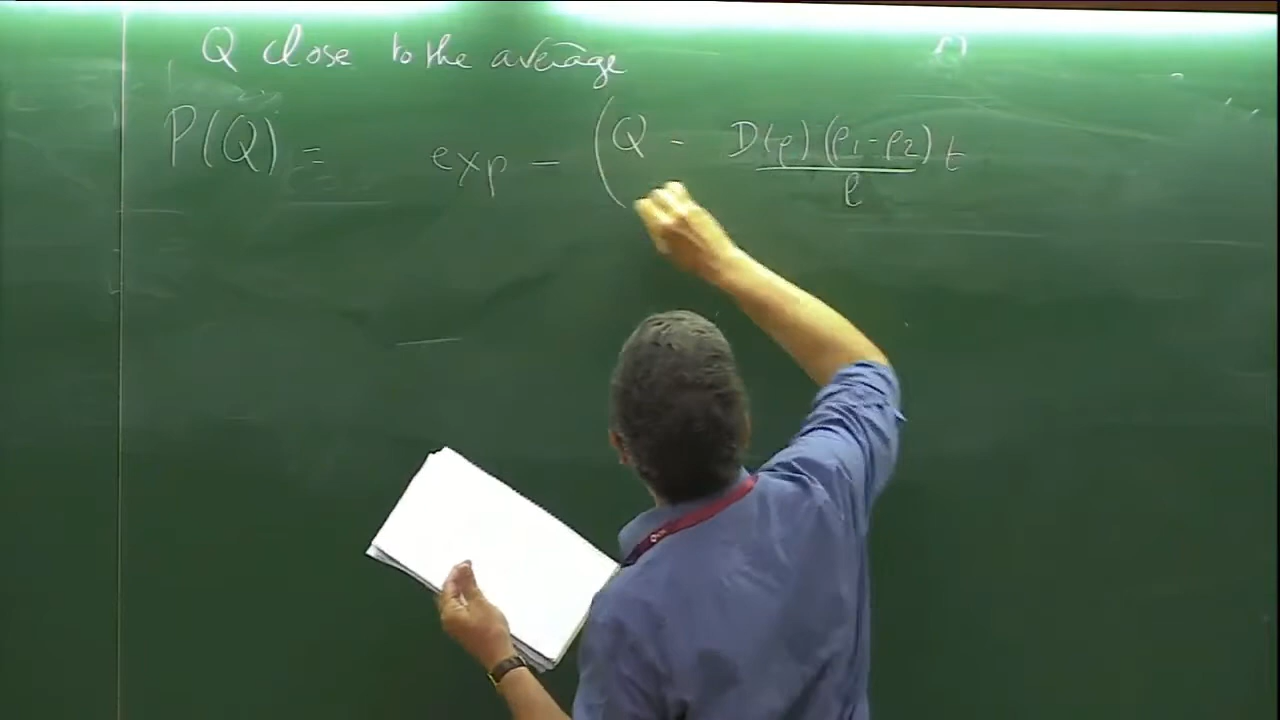 Q close to the average
P(Q) = exp - (Q - D(ρ)(ρ1-ρ2) t
ℓ